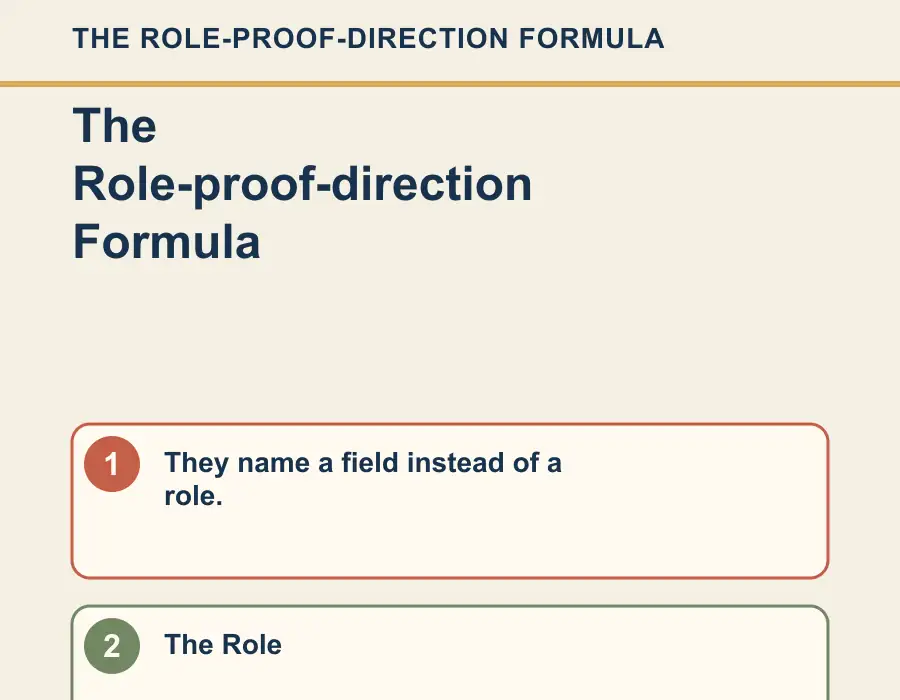 THE ROLE-PROOF-DIRECTION FORMULA
The
Role-proof-direction
Formula
1
They name a field instead of a
role.
2
The Role